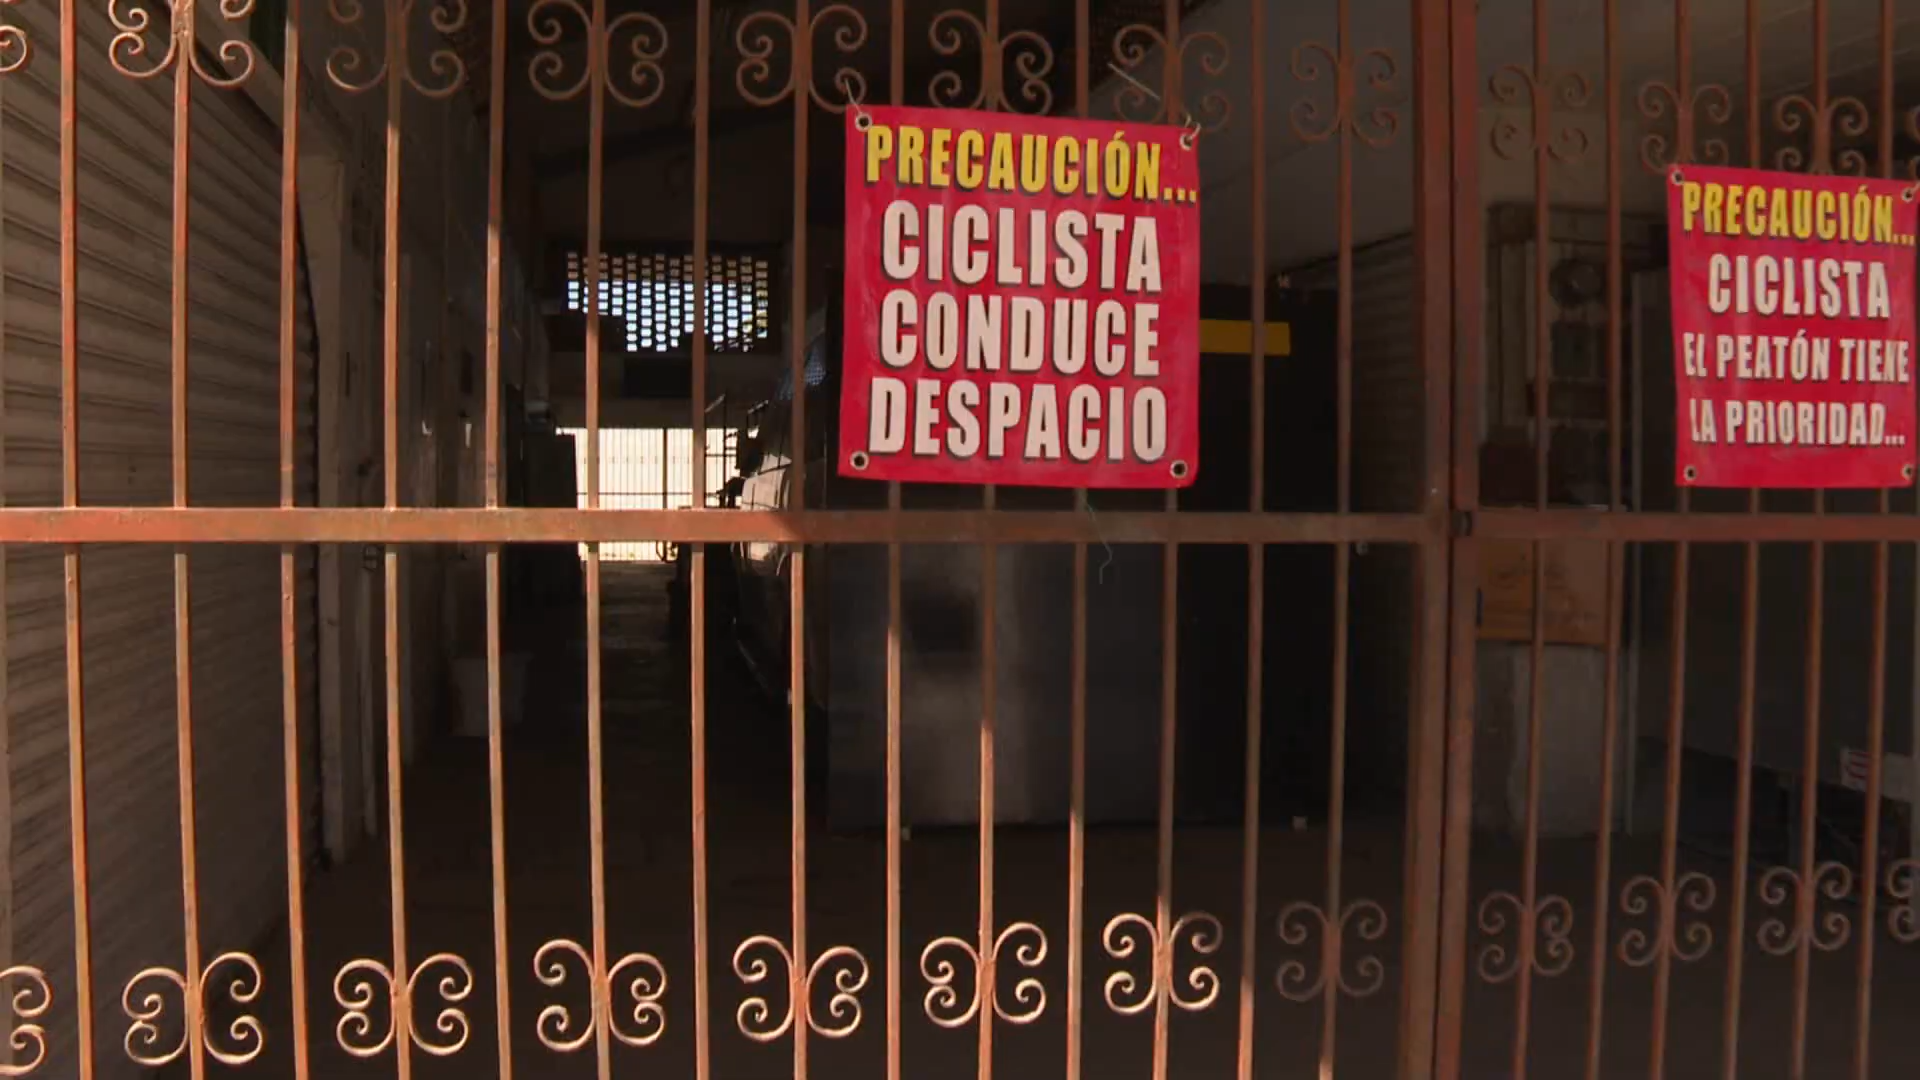 PRECAUCIÓN...
CICLISTA
CONDUCE
DESPACIO
PRECAUCIÓN...
CICLISTA
EL PEATÓN TIENE
LA PRIORIDAD...